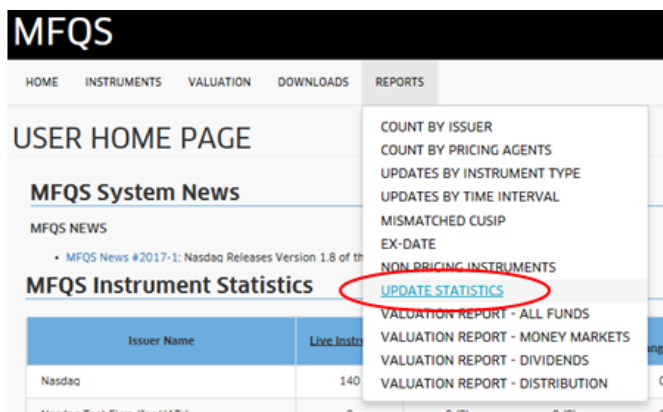 MFQS
HOME INSTRUMENTS VALUATION DOWNLOADS REPORTS
USER HOME PAGE
MFQS System News
MFQS NEWS
• MFQS News #2017-1: Nasdaq Releases Version 1.8 of th
MFQS Instrument Statistics
Issuer Name Live Instru
Nasdaq 140
COUNT BY ISSUER
COUNT BY PRICING AGENTS
UPDATES BY INSTRUMENT TYPE
UPDATES BY TIME INTERVAL
MISMATCHED CUSIP
EX-DATE
NON PRICING INSTRUMENTS
UPDATE STATISTICS
VALUATION REPORT - ALL FUNDS
VALUATION REPORT - MONEY MARKETS
VALUATION REPORT - DIVIDENDS
VALUATION REPORT - DISTRIBUTION